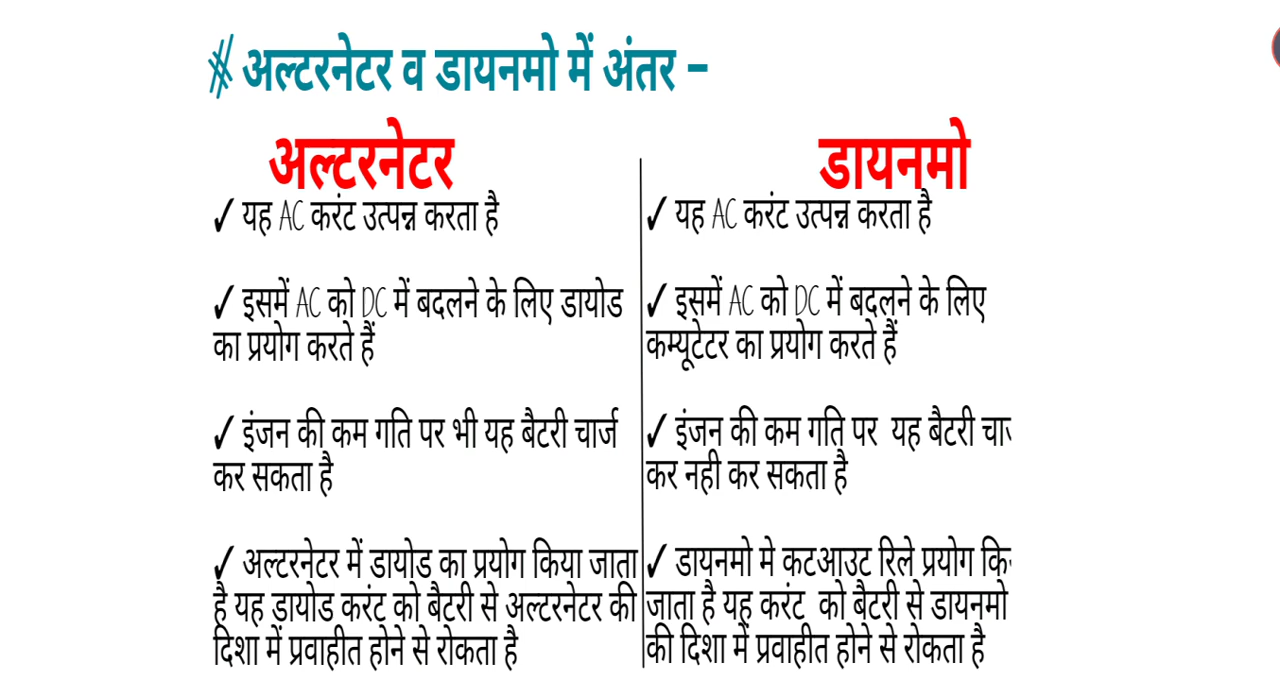 # अल्टरनेटर व डायनमो में अंतर -
अल्टरनेटर
✓ यह AC करंट उत्पन्न करता है
✓ इसमें AC को DC में बदलने के लिए डायोड
का प्रयोग करते हैं
✓ इंजन की कम गति पर भी यह बैटरी चार्ज
कर सकता है
✓ अल्टरनेटर में डायोड का प्रयोग किया जाता
है यह डायोड करंट को बैटरी से अल्टरनेटर की
दिशा में प्रवाहीत होने से रोकता है
डायनमो
✓ यह AC करंट उत्पन्न करता है
✓ इसमें AC को DC में बदलने के लिए
कम्यूटेटर का प्रयोग करते हैं
✓ इंजन की कम गति पर यह बैटरी
कर नही कर सकता है
✓ डायनमो मे कटआउट रिले प्रयोग
जाता है यह करंट को बैटरी से डायनमो
की दिशा में प्रवाहीत होने से रोकता है